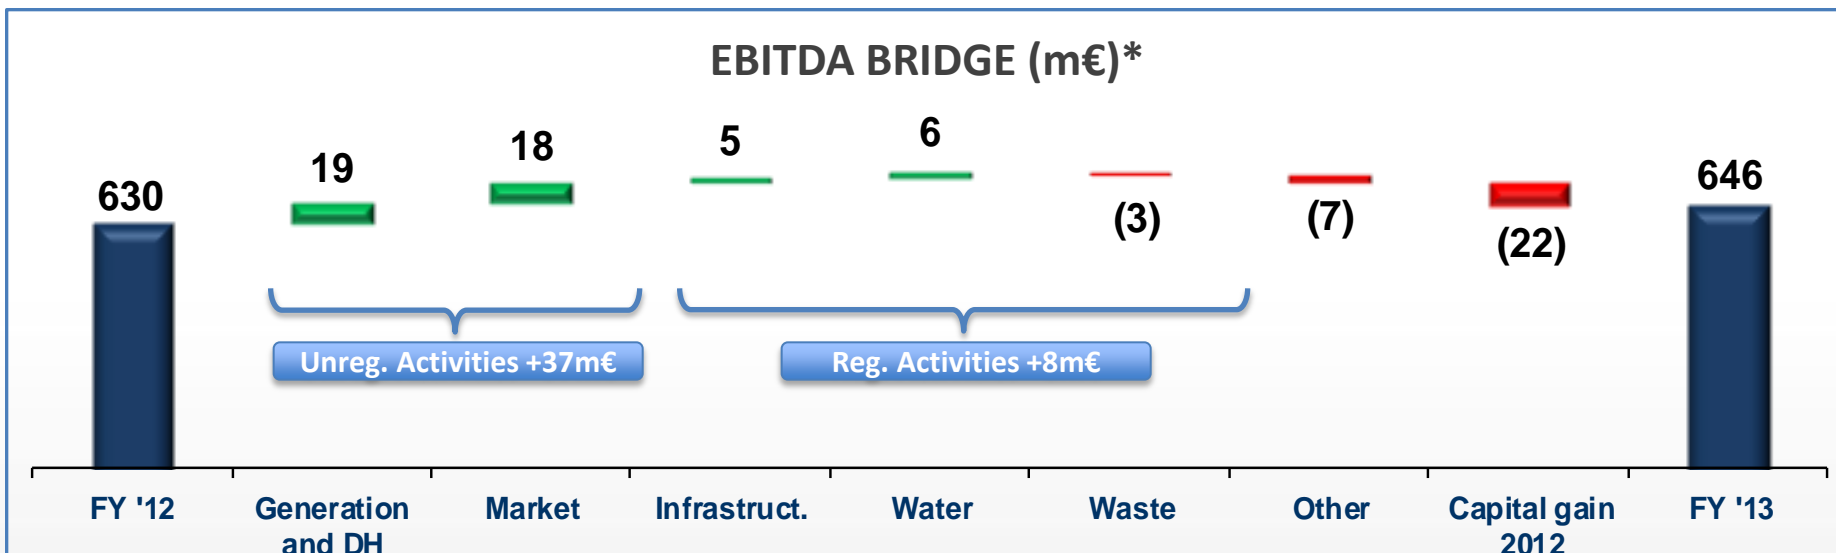 EBITDA BRIDGE (m€)*
630
19
18
5
6
(3)
(7)
(22)
646
Unreg. Activities +37m€
Reg. Activities +8m€
FY '12
Generation
and DH
Market
Infrastruct.
Water
Waste
Other
Capital gain
2012
FY '13